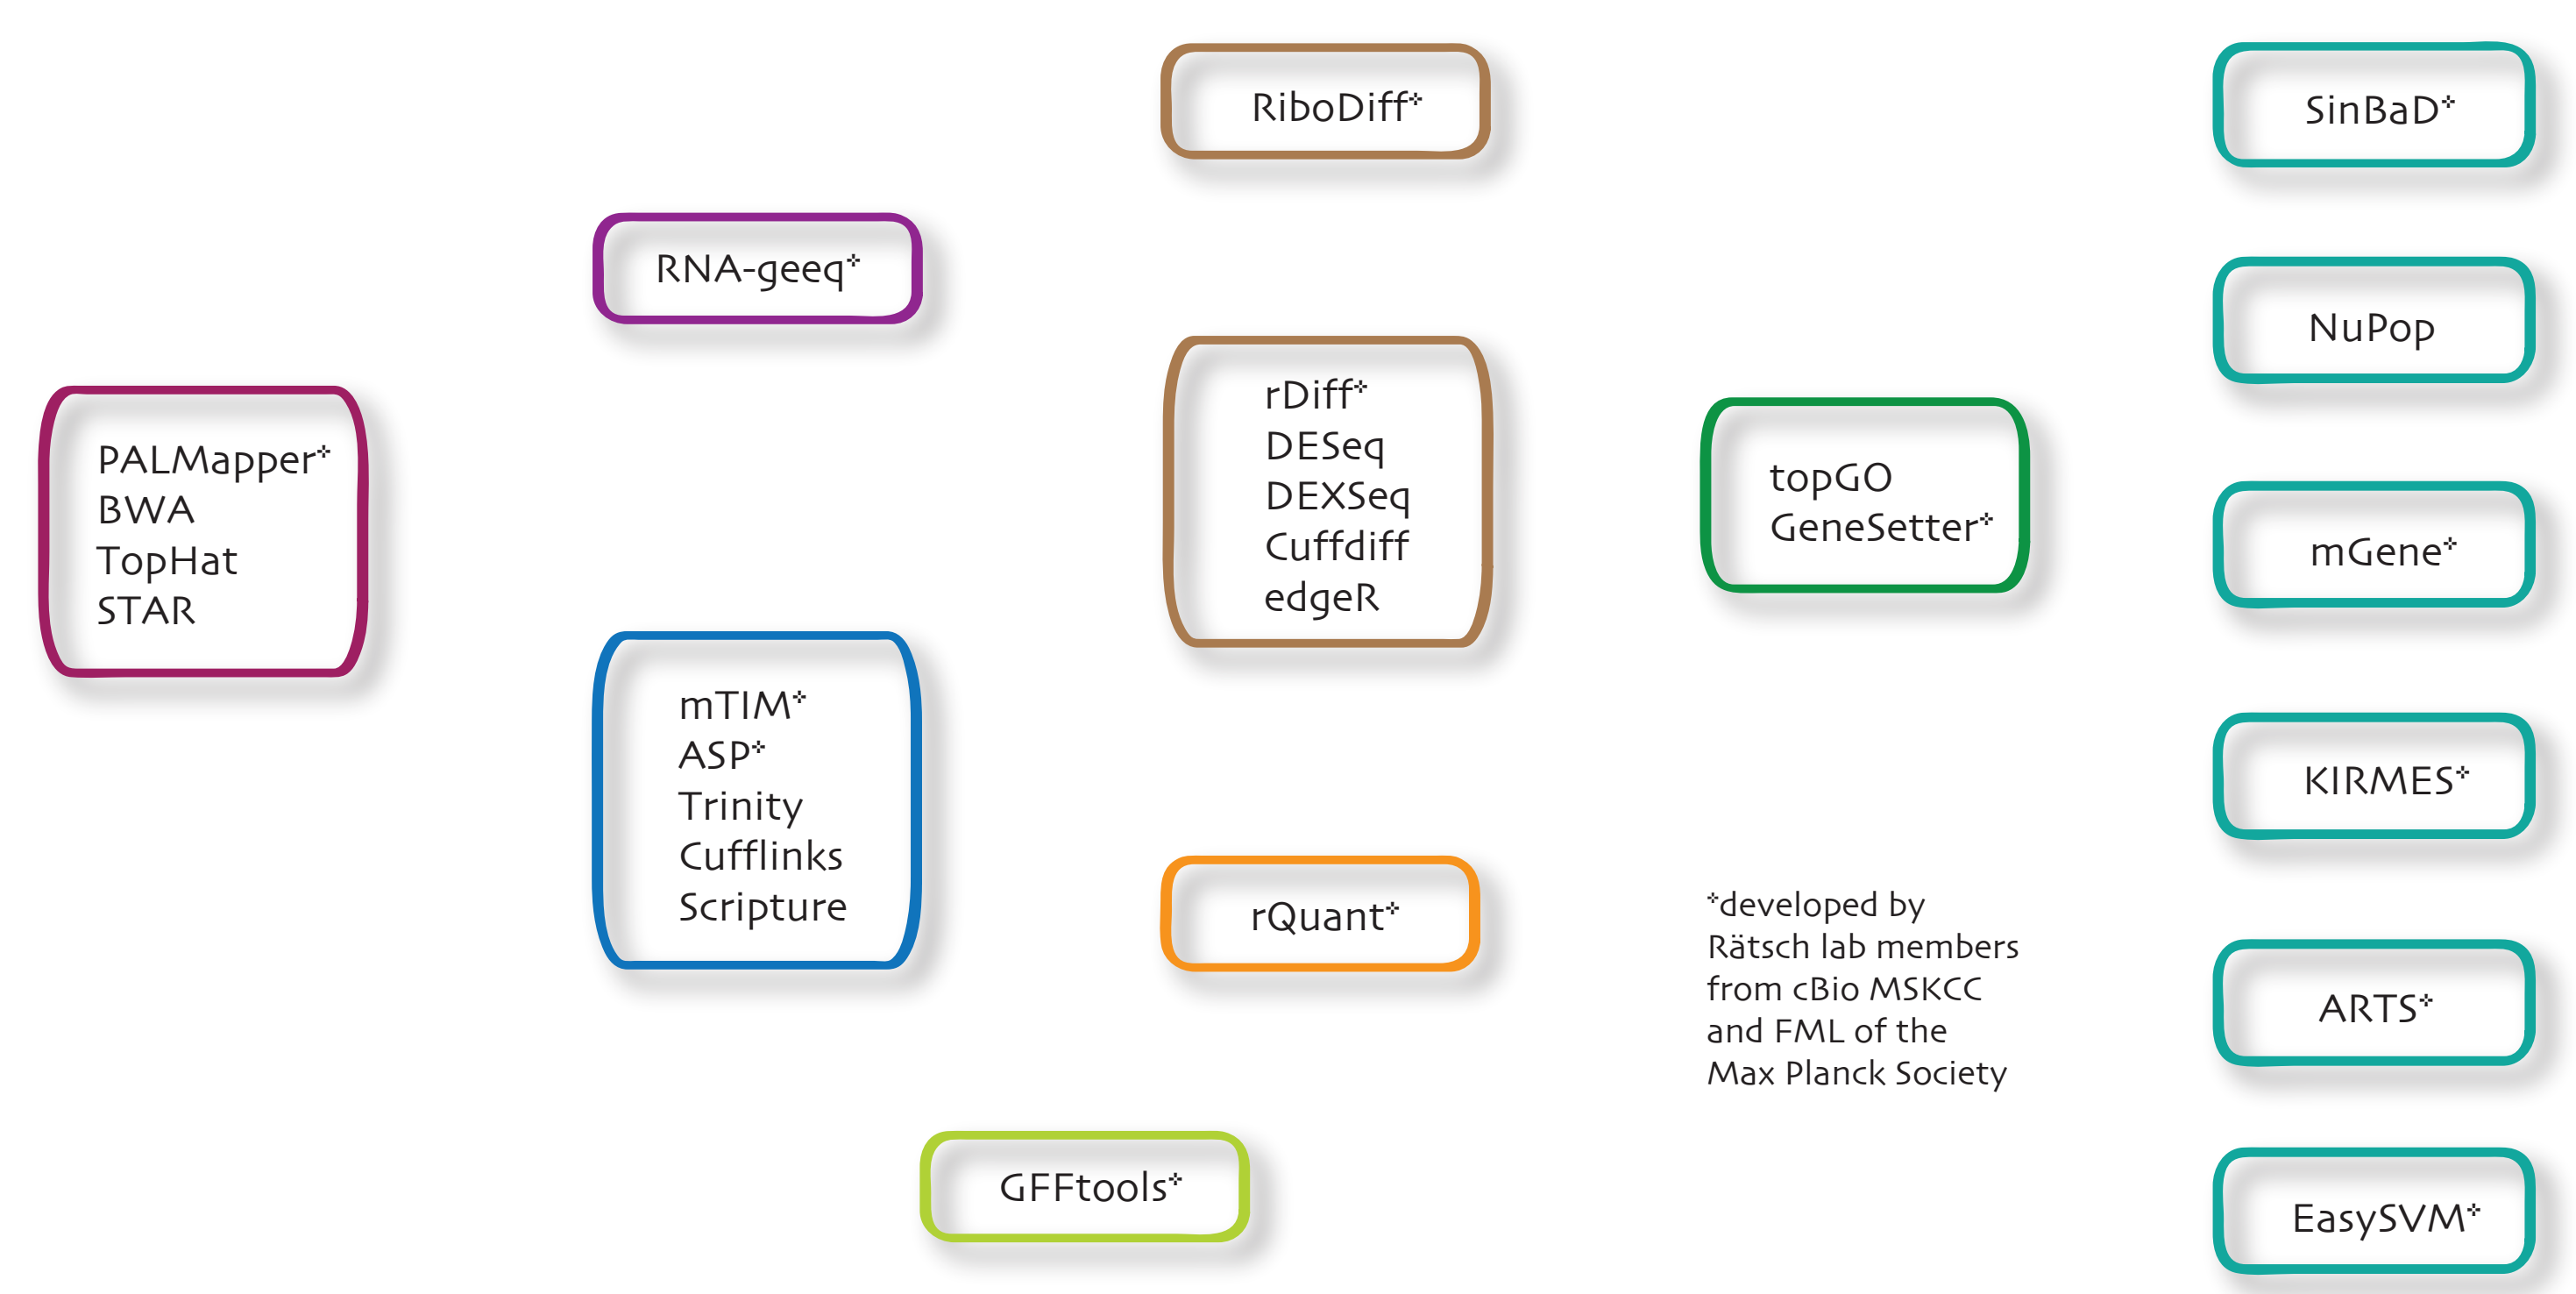 RiboDiff✢
SinBaD✢
RNA-geeq✢
NuPop
PALMapper✢
BWA
TopHat
STAR
rDiff✢
DESeq
DEXSeq
Cuffdiff
edgeR
topGO
GeneSetter✢
mGene✢
mTIM✢
ASP✢
Trinity
Cufflinks
Scripture
KIRMES✢
rQuant✢
✢developed by
Rätsch lab members
from cBio MSKCC
and FML of the
Max Planck Society
ARTS✢
GFFtools✢
EasySVM✢